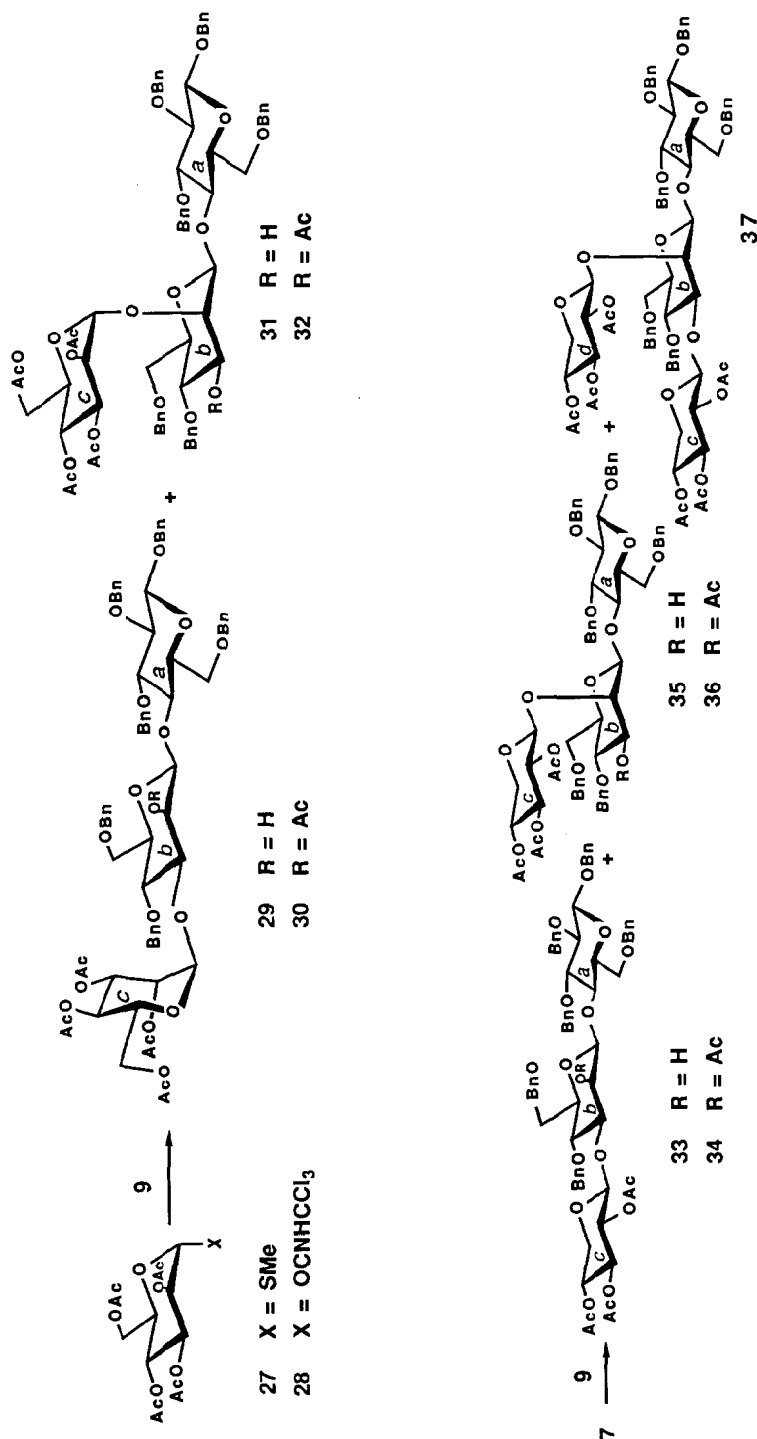 OAc
O
OAc
AcO
AcO
X
27 X = SMe
28 X = OCNHCCl₃
9
AcO
OAc
c
AcO
O
AcO
O
BnO
OBn
O
OR
b
O
BnO
OBn
a
O
OBn
OBn
29 R = H
30 R = Ac
+
AcO
O
OAc
c
AcO
AcO
O
BnO
O
b
BnO
RO
O
BnO
OBn
a
O
OBn
OBn
31 R = H
32 R = Ac
7
9
O
c
AcO
AcO
OAc
O
BnO
BnO
O
OR
b
O
BnO
BnO
a
O
OBn
OBn
33 R = H
34 R = Ac
+
O
c
AcO
AcO
AcO
O
BnO
O
b
BnO
RO
O
BnO
OBn
a
O
OBn
OBn
35 R = H
36 R = Ac
+
O
d
AcO
AcO
OAc
O
BnO
O
b
BnO
O
O
c
AcO
AcO
OAc
O
BnO
OBn
a
O
OBn
OBn
37